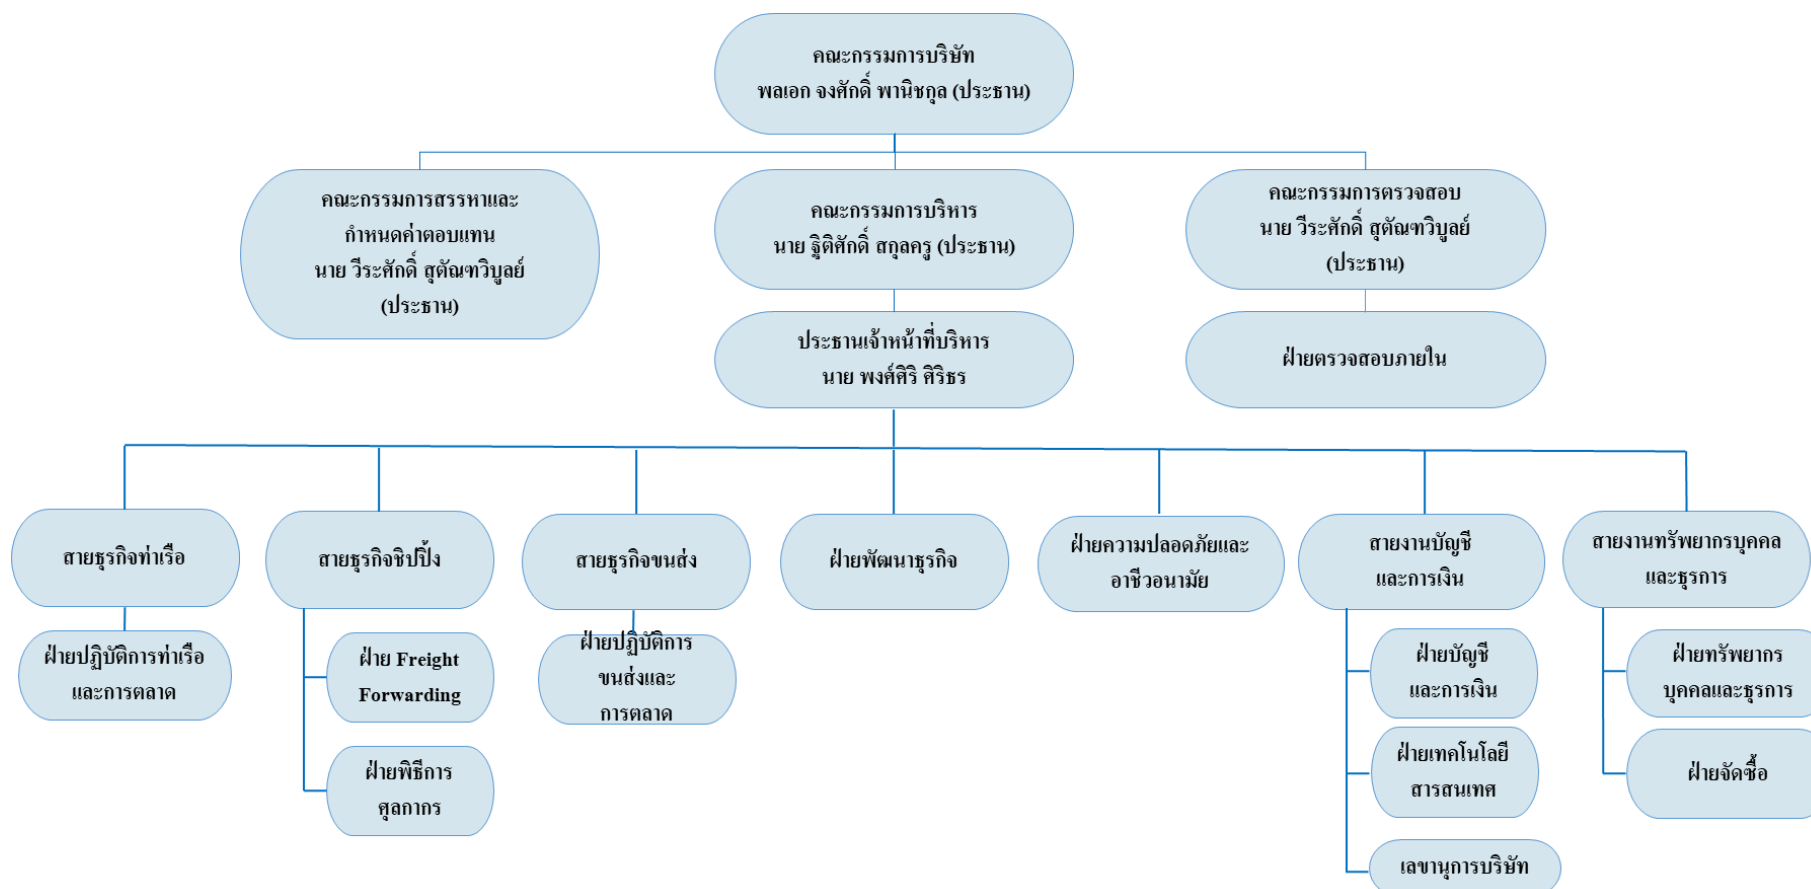 คณะกรรมการบริษัท
พลเอก จงศักดิ์ พานิชกุล (ประธาน)
คณะกรรมการสรรหาและ
กำหนดค่าตอบแทน
นาย วีระศักดิ์ สุตัณฑวิบูลย์
(ประธาน)
คณะกรรมการบริหาร
นาย ฐิติศักดิ์ สกุลครู (ประธาน)
คณะกรรมการตรวจสอบ
นาย วีระศักดิ์ สุตัณฑวิบูลย์
(ประธาน)
ประธานเจ้าหน้าที่บริหาร
นาย พงศ์ศิริ ศิริธร
ฝ่ายตรวจสอบภายใน
สายธุรกิจท่าเรือ
สายธุรกิจชิปปิ้ง
สายธุรกิจขนส่ง
ฝ่ายพัฒนาธุรกิจ
ฝ่ายความปลอดภัยและ
อาชีวอนามัย
สายงานบัญชี
และการเงิน
สายงานทรัพยากรบุคคล
และธุรการ
ฝ่ายปฏิบัติการท่าเรือ
และการตลาด
ฝ่าย Freight
Forwarding
ฝ่ายพิธีการ
ศุลกากร
ฝ่ายปฏิบัติการ
ขนส่งและ
การตลาด
ฝ่ายบัญชี
และการเงิน
ฝ่ายเทคโนโลยี
สารสนเทศ
เลขานุการบริษัท
ฝ่ายทรัพยากร
บุคคลและธุรการ
ฝ่ายจัดซื้อ